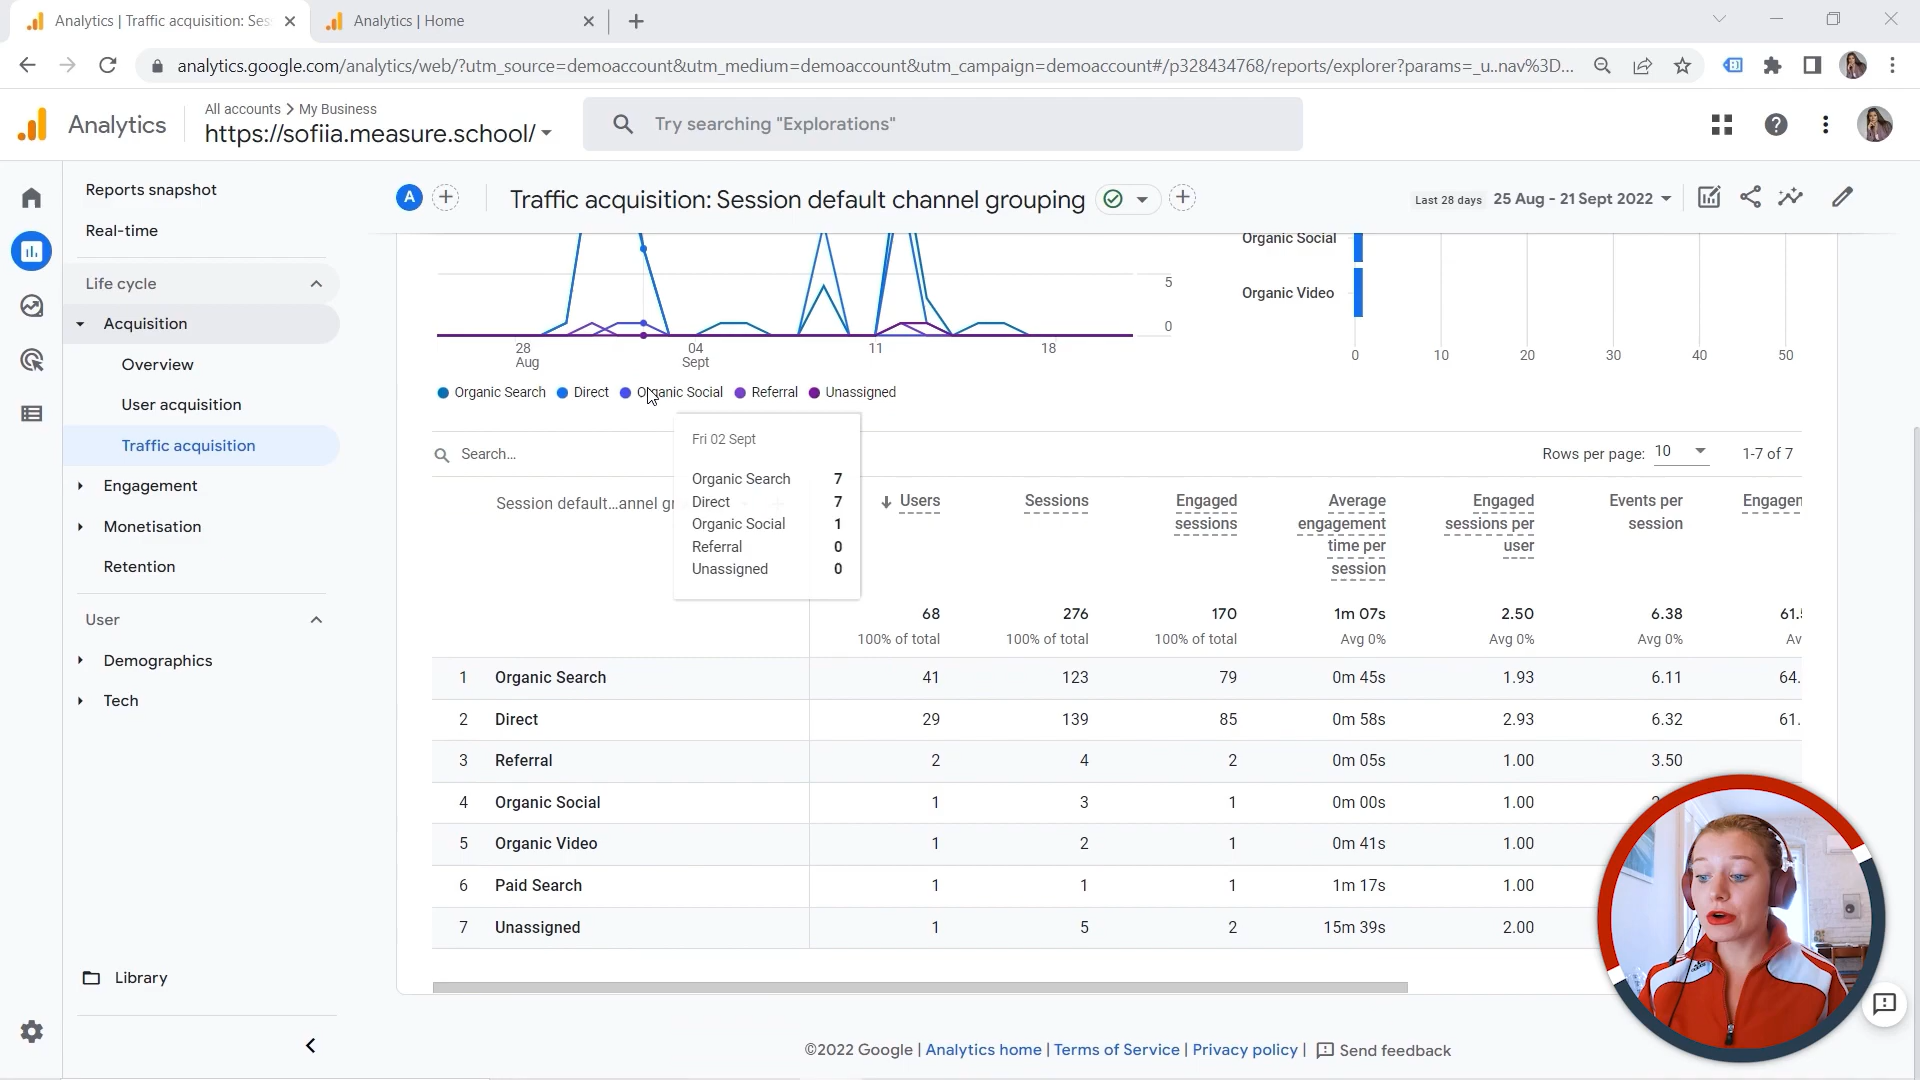 Analytics | Traffic acquisition: Ses
Analytics | Home
analytics.google.com/analytics/web/?utm_source=demoaccount&utm_medium=demoaccount&utm_campaign=demoaccount#/p328434768/reports/explorer?params=_u..nav%3D...
Analytics
All accounts > My Business
https://sofiia.measure.school/
Try searching "Explorations"
Reports snapshot
Real-time
Life cycle
Acquisition
Overview
User acquisition
Traffic acquisition
Engagement
Monetisation
Retention
User
Demographics
Tech
Library
A
Traffic acquisition: Session default channel grouping
Last 28 days 25 Aug - 21 Sept 2022
5
0
28
Aug
04
Sept
11
18
Organic Search Direct Organic Social Referral Unassigned
Organic Social
Organic Video
0 10 20 30 40 50
Fri 02 Sept
Organic Search 7
Direct 7
Organic Social 1
Referral 0
Unassigned 0
Search...
Rows per page: 10 1-7 of 7
Session default...annel gr
Users
Sessions
Engaged
sessions
Average
engagement
time per
session
Engaged
sessions per
user
Events per
session
Engagen
68 276 170 1m 07s 2.50 6.38 61.
100% of total 100% of total 100% of total Avg 0% Avg 0% Avg 0% Av
1 Organic Search 41 123 79 0m 45s 1.93 6.11 64.
2 Direct 29 139 85 0m 58s 2.93 6.32 61.
3 Referral 2 4 2 0m 05s 1.00 3.50
4 Organic Social 1 3 1 0m 00s 1.00
5 Organic Video 1 2 1 0m 41s 1.00
6 Paid Search 1 1 1 1m 17s 1.00
7 Unassigned 1 5 2 15m 39s 2.00
©2022 Google | Analytics home | Terms of Service | Privacy policy | Send feedback